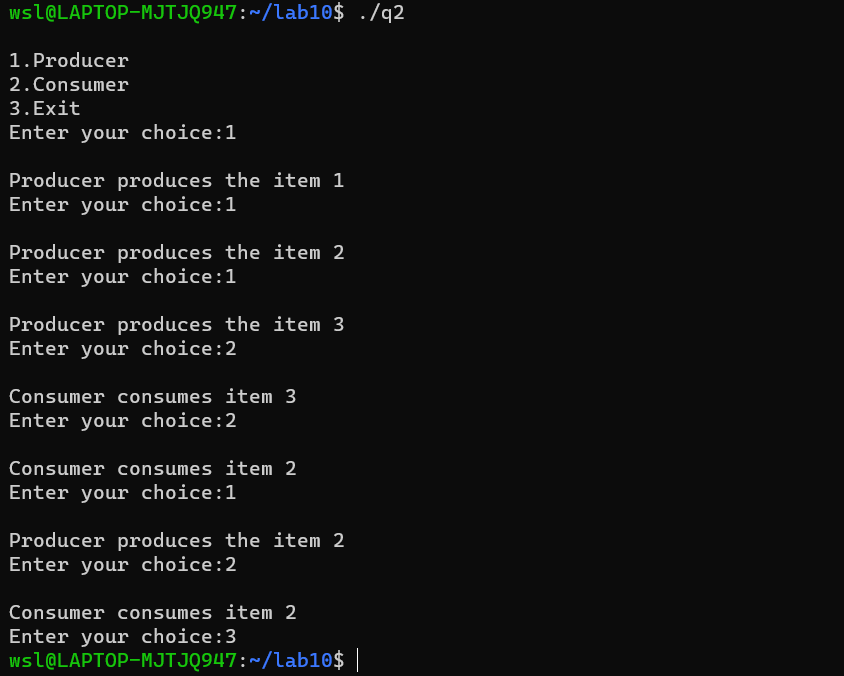 wsl@LAPTOP-MJTJQ947:~/lab10$ ./q2
1.Producer
2.Consumer
3.Exit
Enter your choice:1
Producer produces the item 1
Enter your choice:1
Producer produces the item 2
Enter your choice:1
Producer produces the item 3
Enter your choice:2
Consumer consumes item 3
Enter your choice:2
Consumer consumes item 2
Enter your choice:1
Producer produces the item 2
Enter your choice:2
Consumer consumes item 2
Enter your choice:3
wsl@LAPTOP-MJTJQ947:~/lab10$